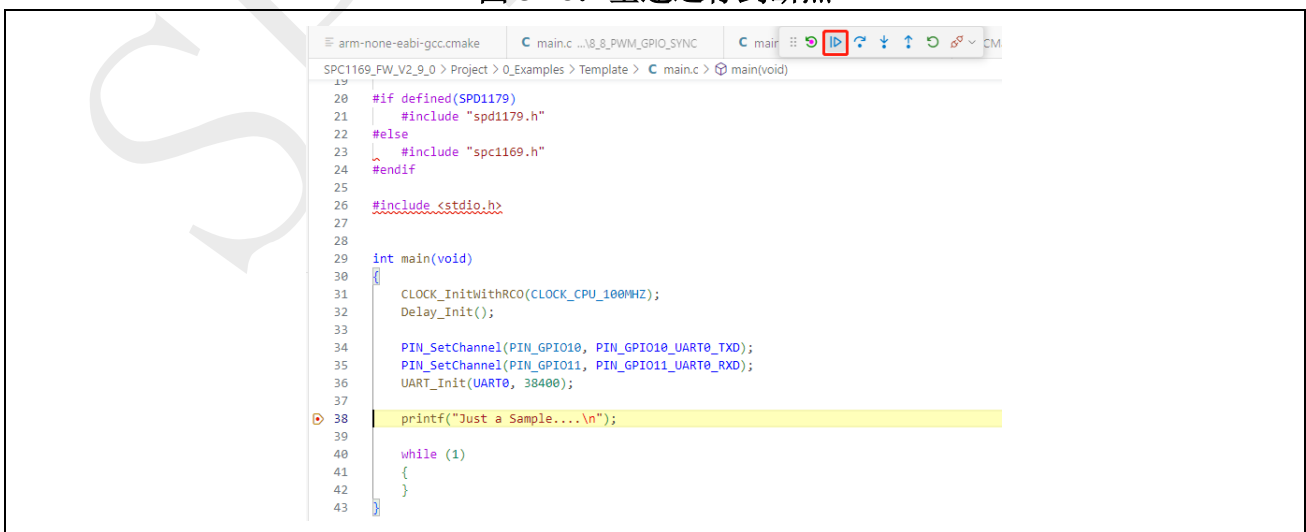 arm-none-eabi-gcc.cmake C main.c ...\8_8_PWM_GPIO_SYNC C main CM
SPC1169_FW_V2_9_0 > Project > 0_Examples > Template > C main.c > main(void)
19
20 #if defined(SPD1179)
21 #include "spd1179.h"
22 #else
23 #include "spc1169.h"
24 #endif
25
26 #include <stdio.h>
27
28
29 int main(void)
30 {
31 CLOCK_InitWithRCO(CLOCK_CPU_100MHZ);
32 Delay_Init();
33
34 PIN_SetChannel(PIN_GPIO10, PIN_GPIO10_UART0_TXD);
35 PIN_SetChannel(PIN_GPIO11, PIN_GPIO11_UART0_RXD);
36 UART_Init(UART0, 38400);
37
38 printf("Just a Sample....\n");
39
40 while (1)
41 {
42 }
43 }